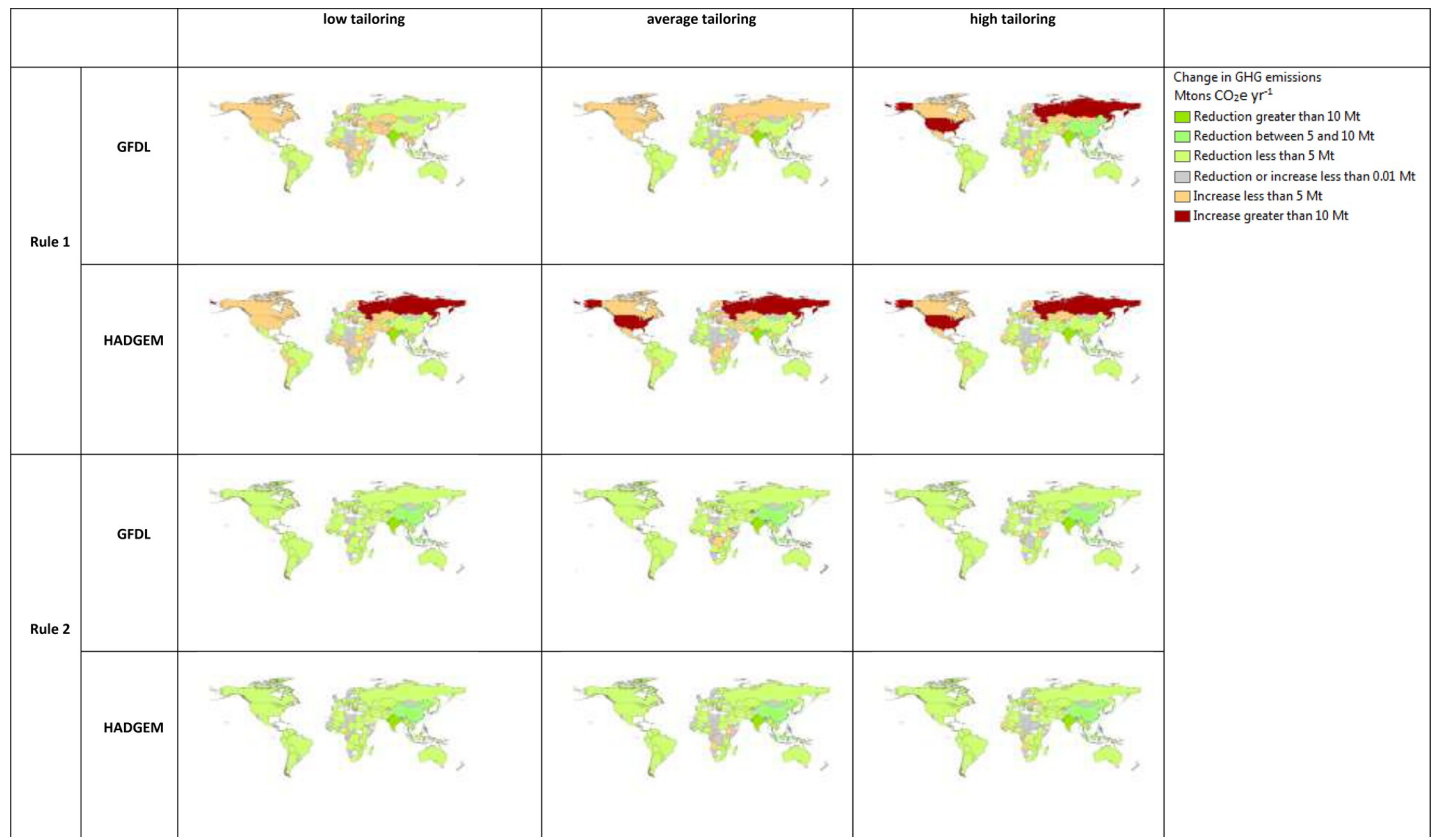 low tailoring
average tailoring
high tailoring
Rule 1
GFDL
Change in GHG emissions
Mtons CO₂e yr⁻¹
Reduction greater than 10 Mt
Reduction between 5 and 10 Mt
Reduction less than 5 Mt
Reduction or increase less than 0.01 Mt
Increase less than 5 Mt
Increase greater than 10 Mt
HADGEM
Rule 2
GFDL
HADGEM